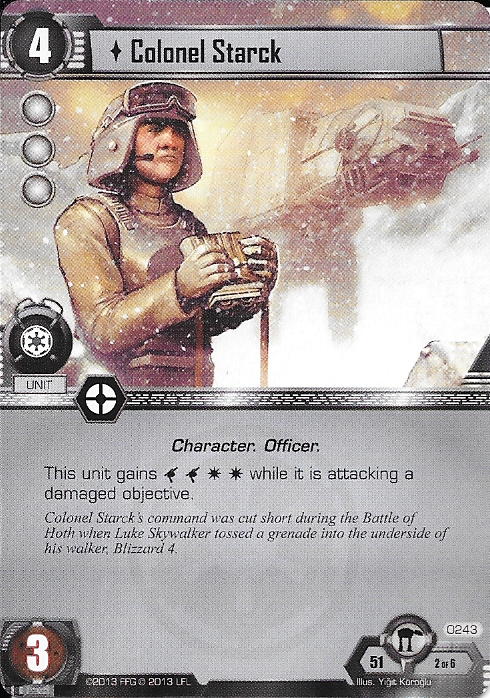 4
Colonel Starck
UNIT
Character. Officer.
This unit gains while it is attacking a
damaged objective.
Colonel Starck's command was cut short during the Battle of
Hoth when Luke Skywalker tossed a grenade into the underside of
his walker, Blizzard 4.
3
0243
51
2 OF 6
©2013 FFG © 2013 LFL
Illus. Yiğit Köroğlu